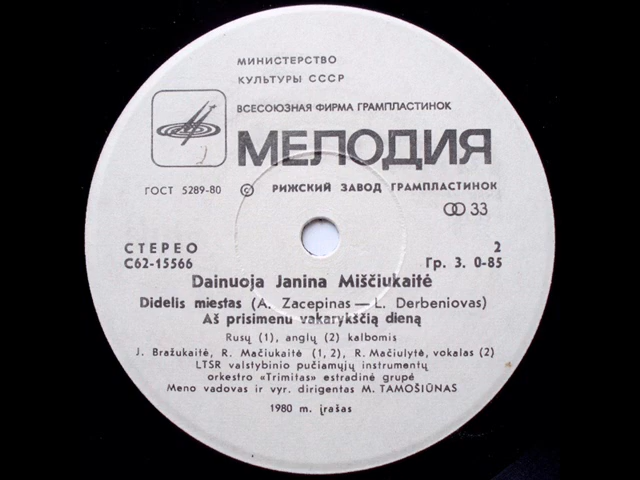 МИНИСТЕРСТВО
КУЛЬТУРЫ СССР
ВСЕСОЮЗНАЯ ФИРМА ГРАМПЛАСТИНОК
МЕЛОДИЯ
ГОСТ 5289-80 © РИЖСКИЙ ЗАВОД ГРАМПЛАСТИНОК
33
СТЕРЕО 2
С62-15566 Гр. 3. 0-85
Dainuoja Janina Miščiukaitė
Didelis miestas (A. Zacepinas — L. Derbeniovas)
Aš prisimenu vakarykščią dieną
Rusų (1), anglų (2) kalbomis
J. Bražukaitė, R. Mačiukaitė (1, 2), R. Mačiulytė, vokalas (2)
LTSR valstybinio pučiamųjų instrumentų
orkestro «Trimitas» estradinė grupė
Meno vadovas ir vyr. dirigentas M. TAMOŠIŪNAS
1980 m. įrašas